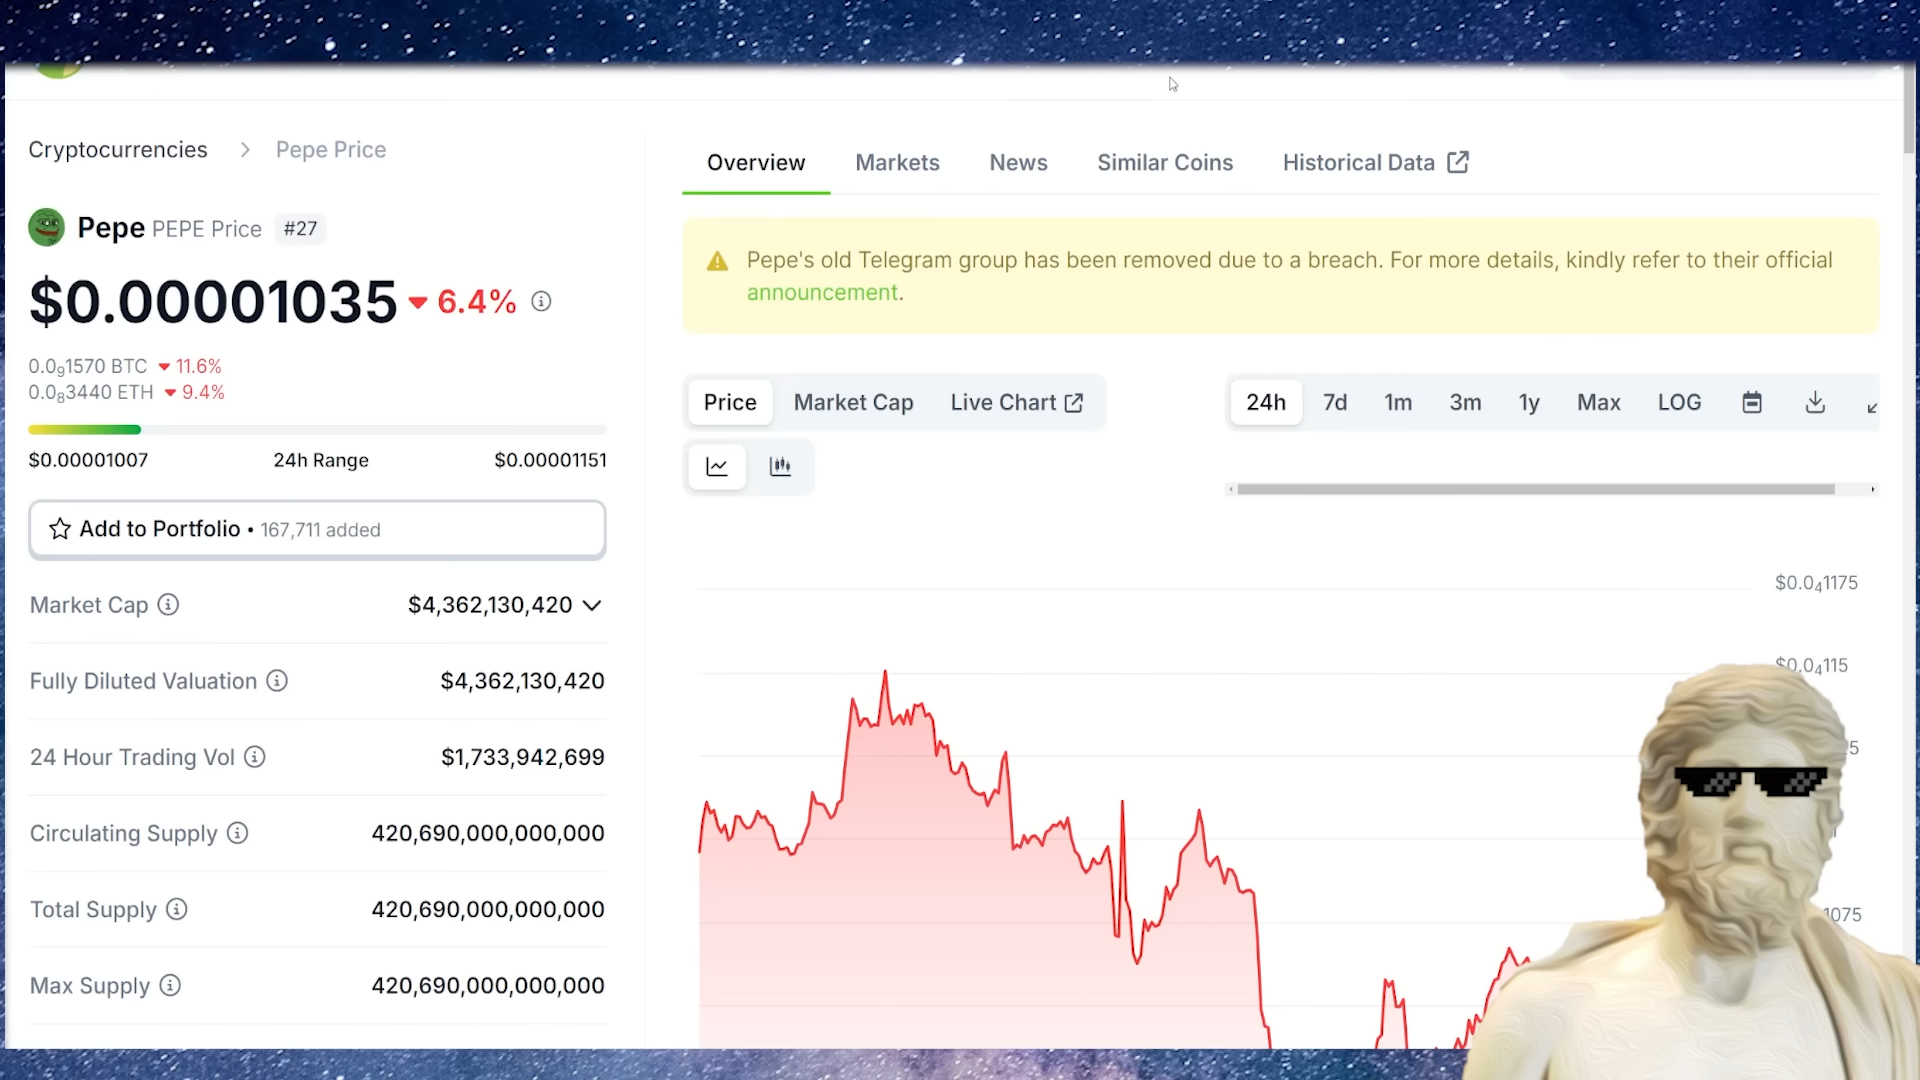 Cryptocurrencies > Pepe Price
Pepe PEPE Price #27
$0.00001035 6.4%
0.0₉1570 BTC 11.6%
0.0₈3440 ETH 9.4%
$0.00001007 24h Range $0.00001151
Add to Portfolio • 167,711 added
Market Cap $4,362,130,420
Fully Diluted Valuation $4,362,130,420
24 Hour Trading Vol $1,733,942,699
Circulating Supply 420,690,000,000,000
Total Supply 420,690,000,000,000
Max Supply 420,690,000,000,000
Overview Markets News Similar Coins Historical Data
Pepe's old Telegram group has been removed due to a breach. For more details, kindly refer to their official
announcement.
Price Market Cap Live Chart 24h 7d 1m 3m 1y Max LOG
$0.0₄1175
$0.0₄115